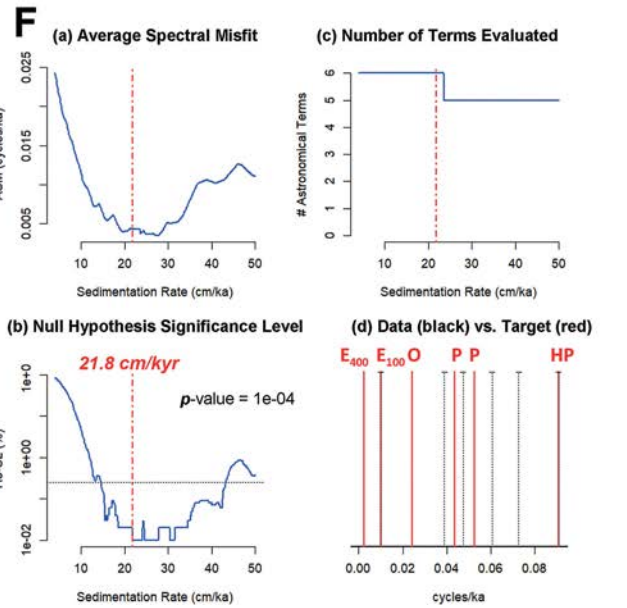 F
(a) Average Spectral Misfit
0.025
0.015
0.005
10 20 30 40 50
Sedimentation Rate (cm/ka)
(c) Number of Terms Evaluated
# Astronomical Terms
6
5
4
3
2
1
0
10 20 30 40 50
Sedimentation Rate (cm/ka)
(b) Null Hypothesis Significance Level
21.8 cm/kyr
p-value = 1e-04
1e+0
1e+00
1e-02
10 20 30 40 50
Sedimentation Rate (cm/ka)
(d) Data (black) vs. Target (red)
E400 E100 O P P HP
0.00 0.02 0.04 0.06 0.08
cycles/ka